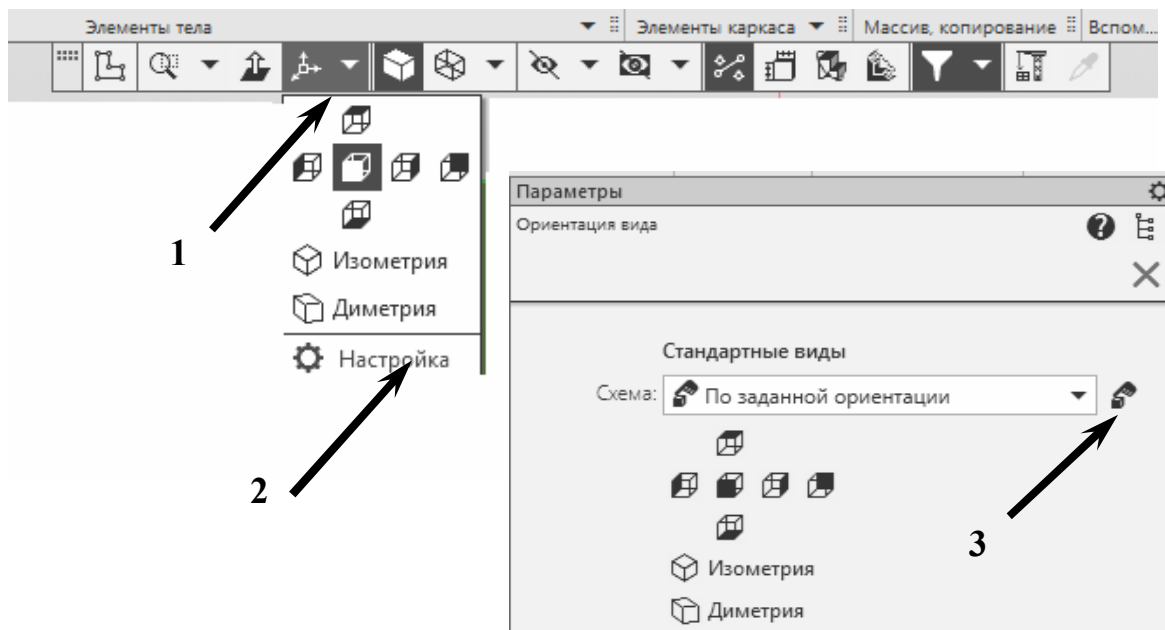 Элементы тела Элементы каркаса Массив, копирование Вспом...
1
Изометрия
Диметрия
Настройка
2
Параметры
Ориентация вида
Стандартные виды
Схема: По заданной ориентации
3
Изометрия
Диметрия